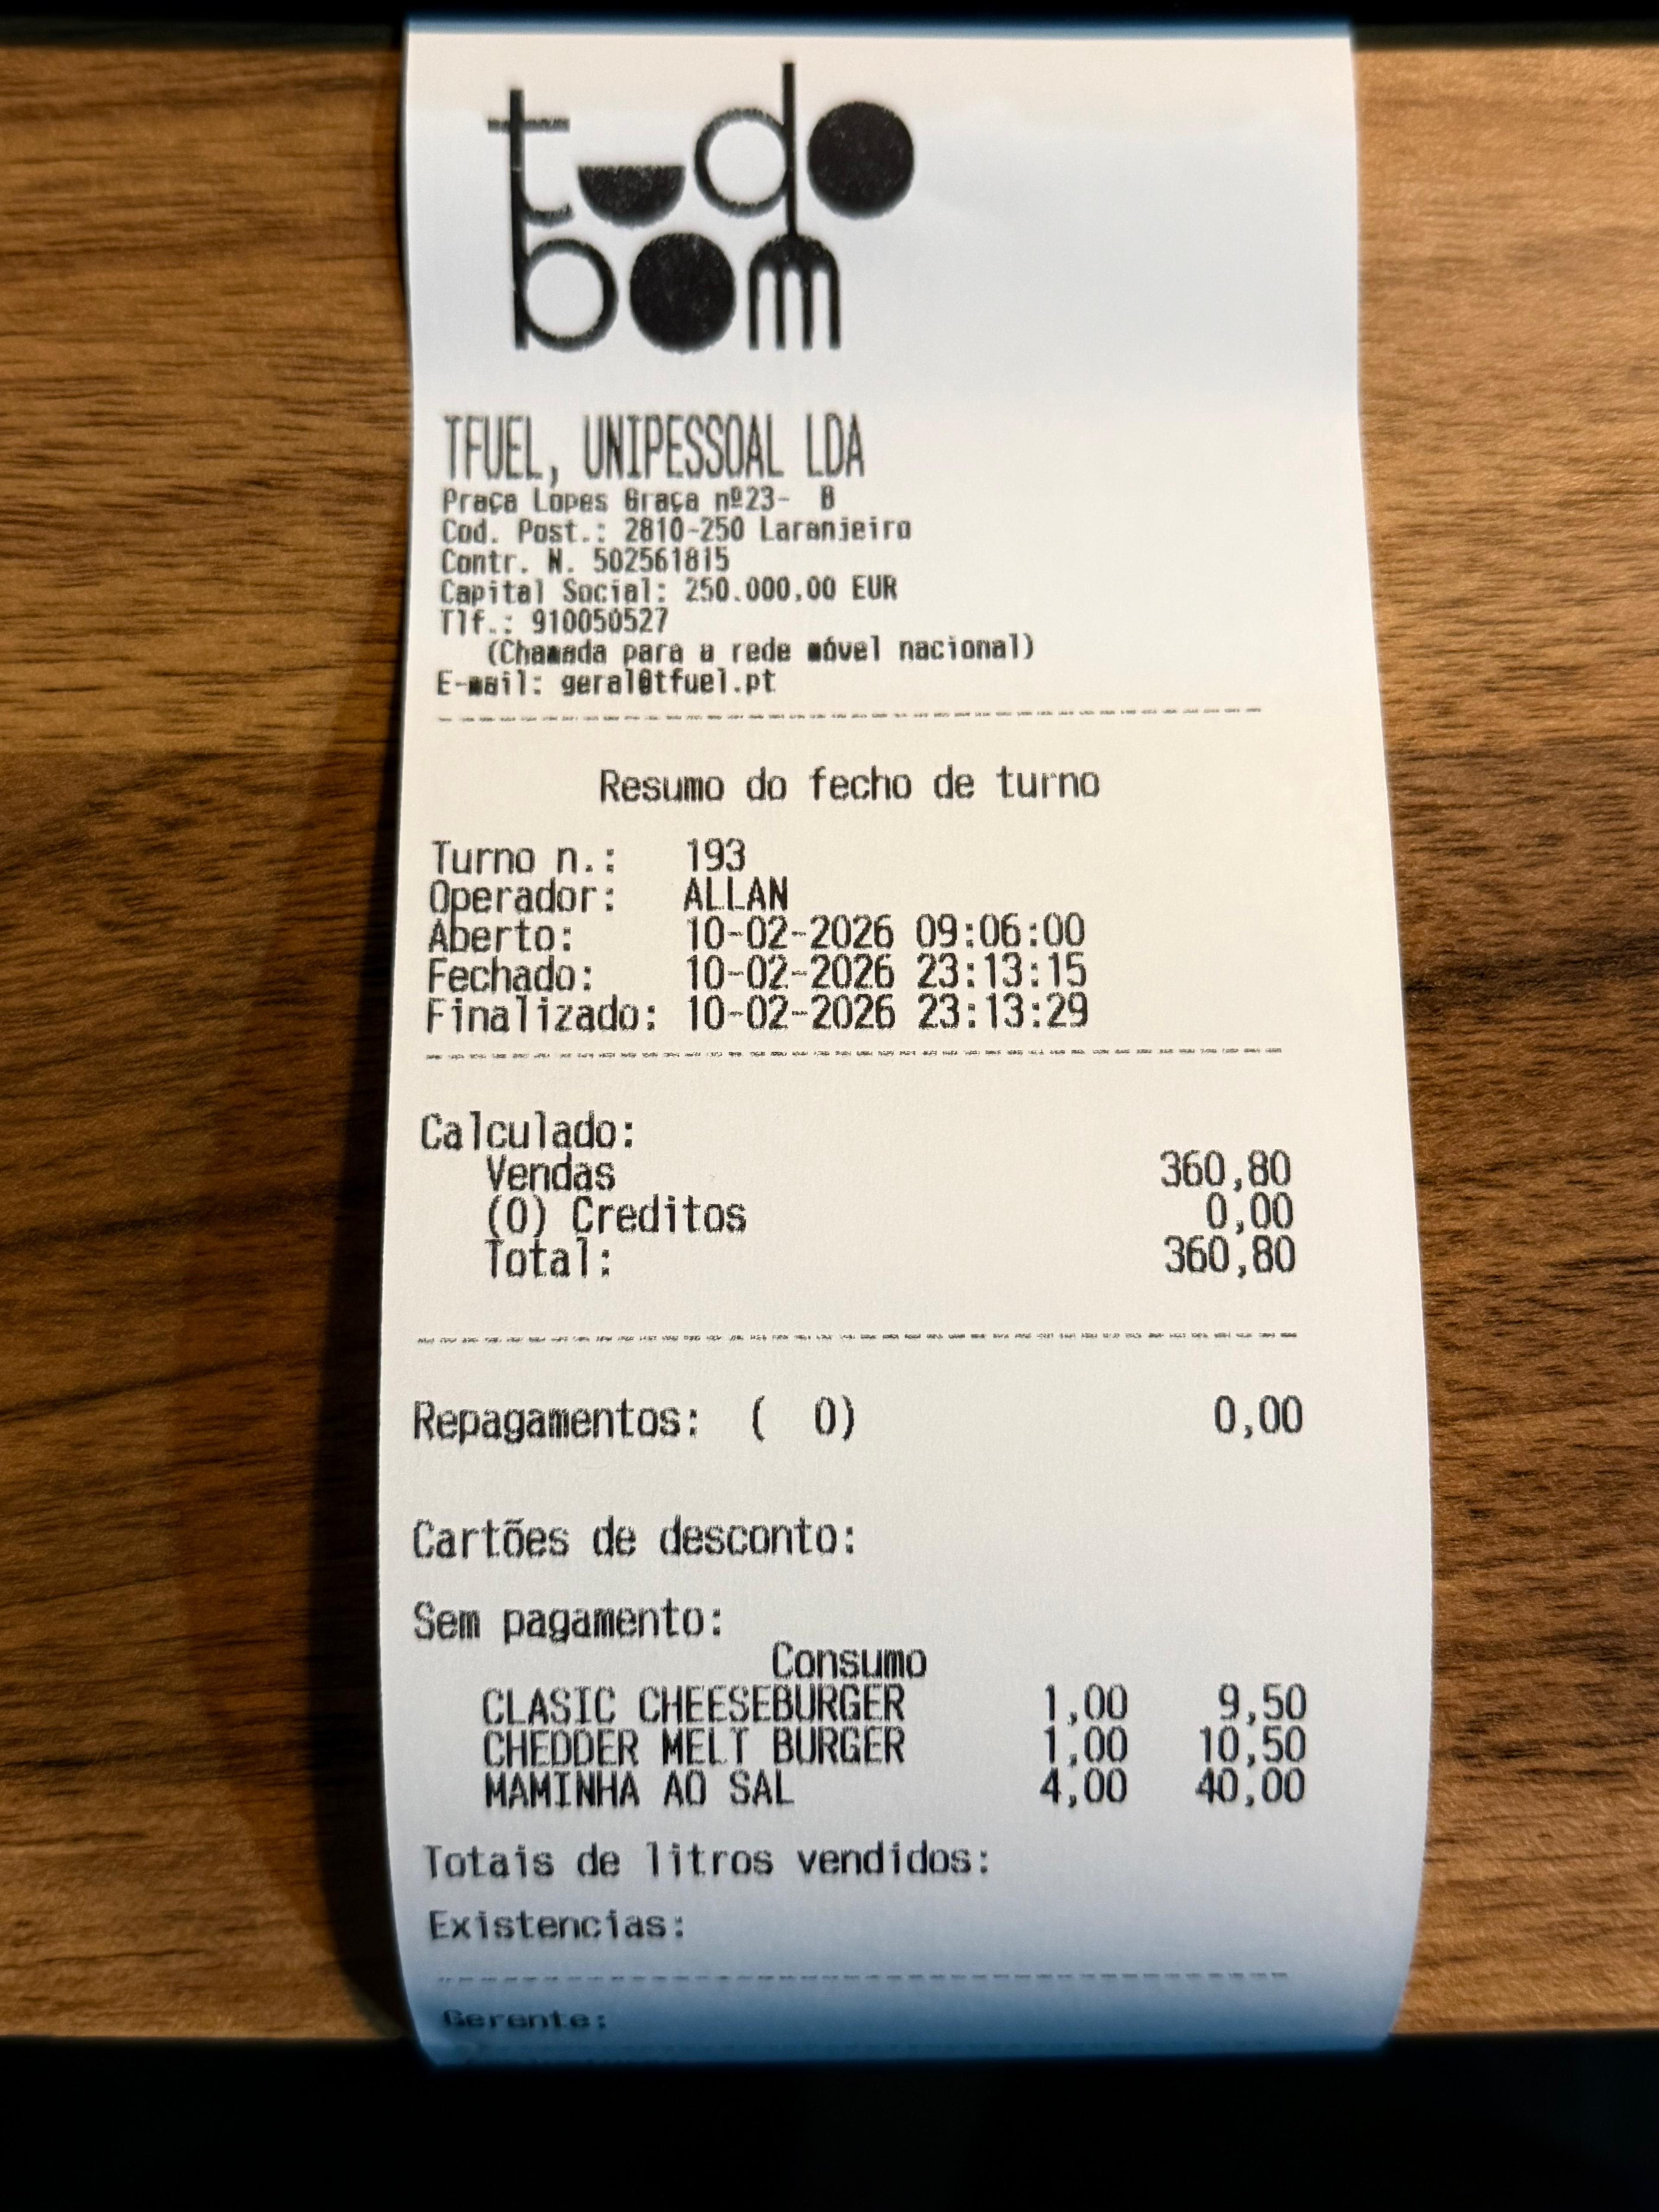 tudo
bom
TFUEL, UNIPESSOAL LDA
Praça Lopes Graça nº23- B
Cod. Post.: 2810-250 Laranjeiro
Contr. N. 502561815
Capital Social: 250.000,00 EUR
Tlf.: 910050527
(Chamada para a rede móvel nacional)
E-mail: geral@tfuel.pt
Resumo do fecho de turno
Turno n.: 193
Operador: ALLAN
Aberto: 10-02-2026 09:06:00
Fechado: 10-02-2026 23:13:15
Finalizado: 10-02-2026 23:13:29
Calculado:
Vendas 360,80
(0) Creditos 0,00
Total: 360,80
Repagamentos: ( 0) 0,00
Cartões de desconto:
Sem pagamento:
Consumo
CLASIC CHEESEBURGER 1,00 9,50
CHEDDER MELT BURGER 1,00 10,50
MAMINHA AO SAL 4,00 40,00
Totais de litros vendidos:
Existencias:
Gerente: